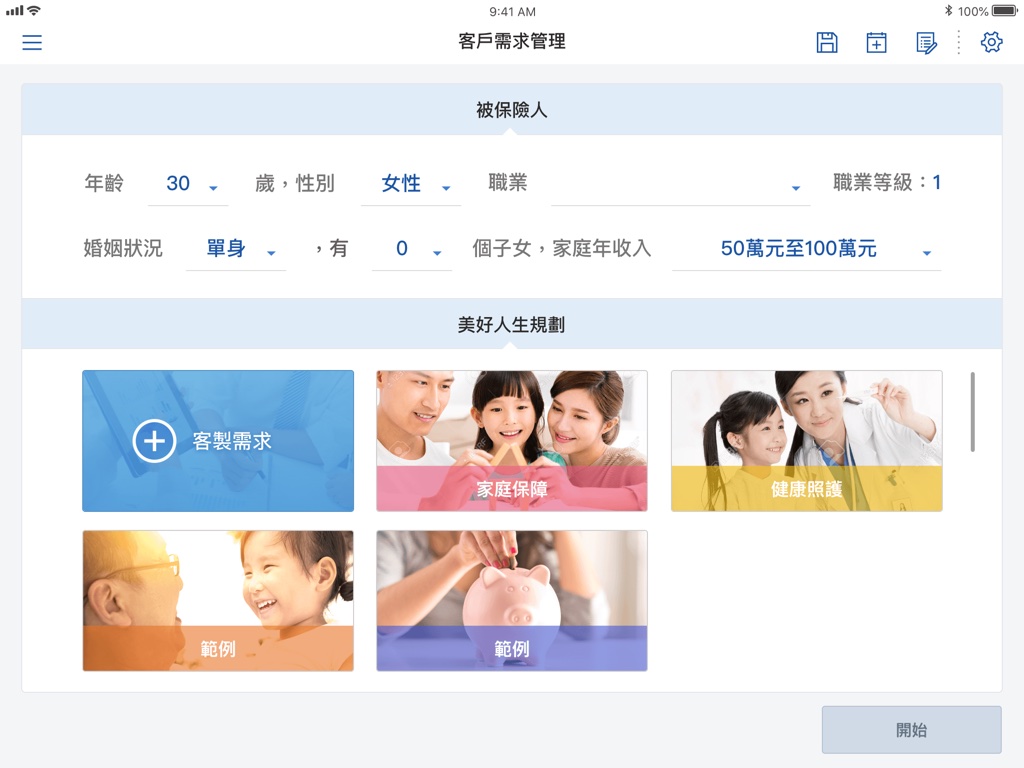 9:41 AM
100%
客戶需求管理
被保險人
年齡 30 歲，性別 女性 職業 職業等級：1
婚姻狀況 單身 ，有 0 個子女，家庭年收入 50萬元至100萬元
美好人生規劃
客製需求
家庭保障
健康照護
範例
範例
開始